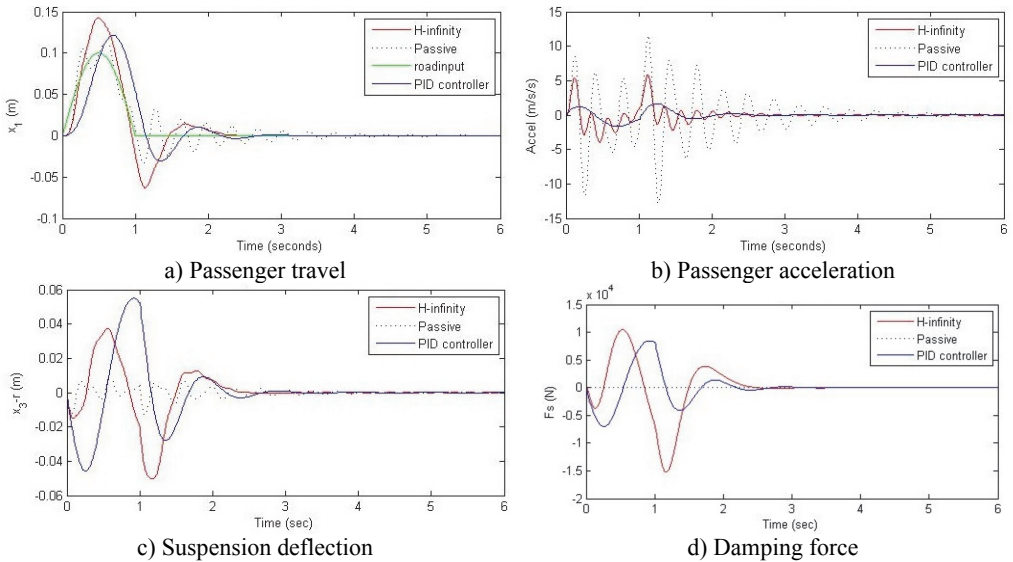 0.15
0.1
0.05
0
-0.05
-0.1
x1 (m)
0 1 2 3 4 5 6
Time (seconds)
H-infinity
Passive
roadinput
PID controller
a) Passenger travel
15
10
5
0
-5
-10
-15
Accel (m/s/s)
0 1 2 3 4 5 6
Time (seconds)
H-infinity
Passive
PID controller
b) Passenger acceleration
0.06
0.04
0.02
0
-0.02
-0.04
-0.06
x3-r (m)
0 1 2 3 4 5 6
Time (sec)
H-infinity
Passive
PID controller
c) Suspension deflection
x 10^4
1.5
1
0.5
0
-0.5
-1
-1.5
-2
Fs (N)
0 1 2 3 4 5 6
Time (sec)
H-infinity
Passive
PID controller
d) Damping force